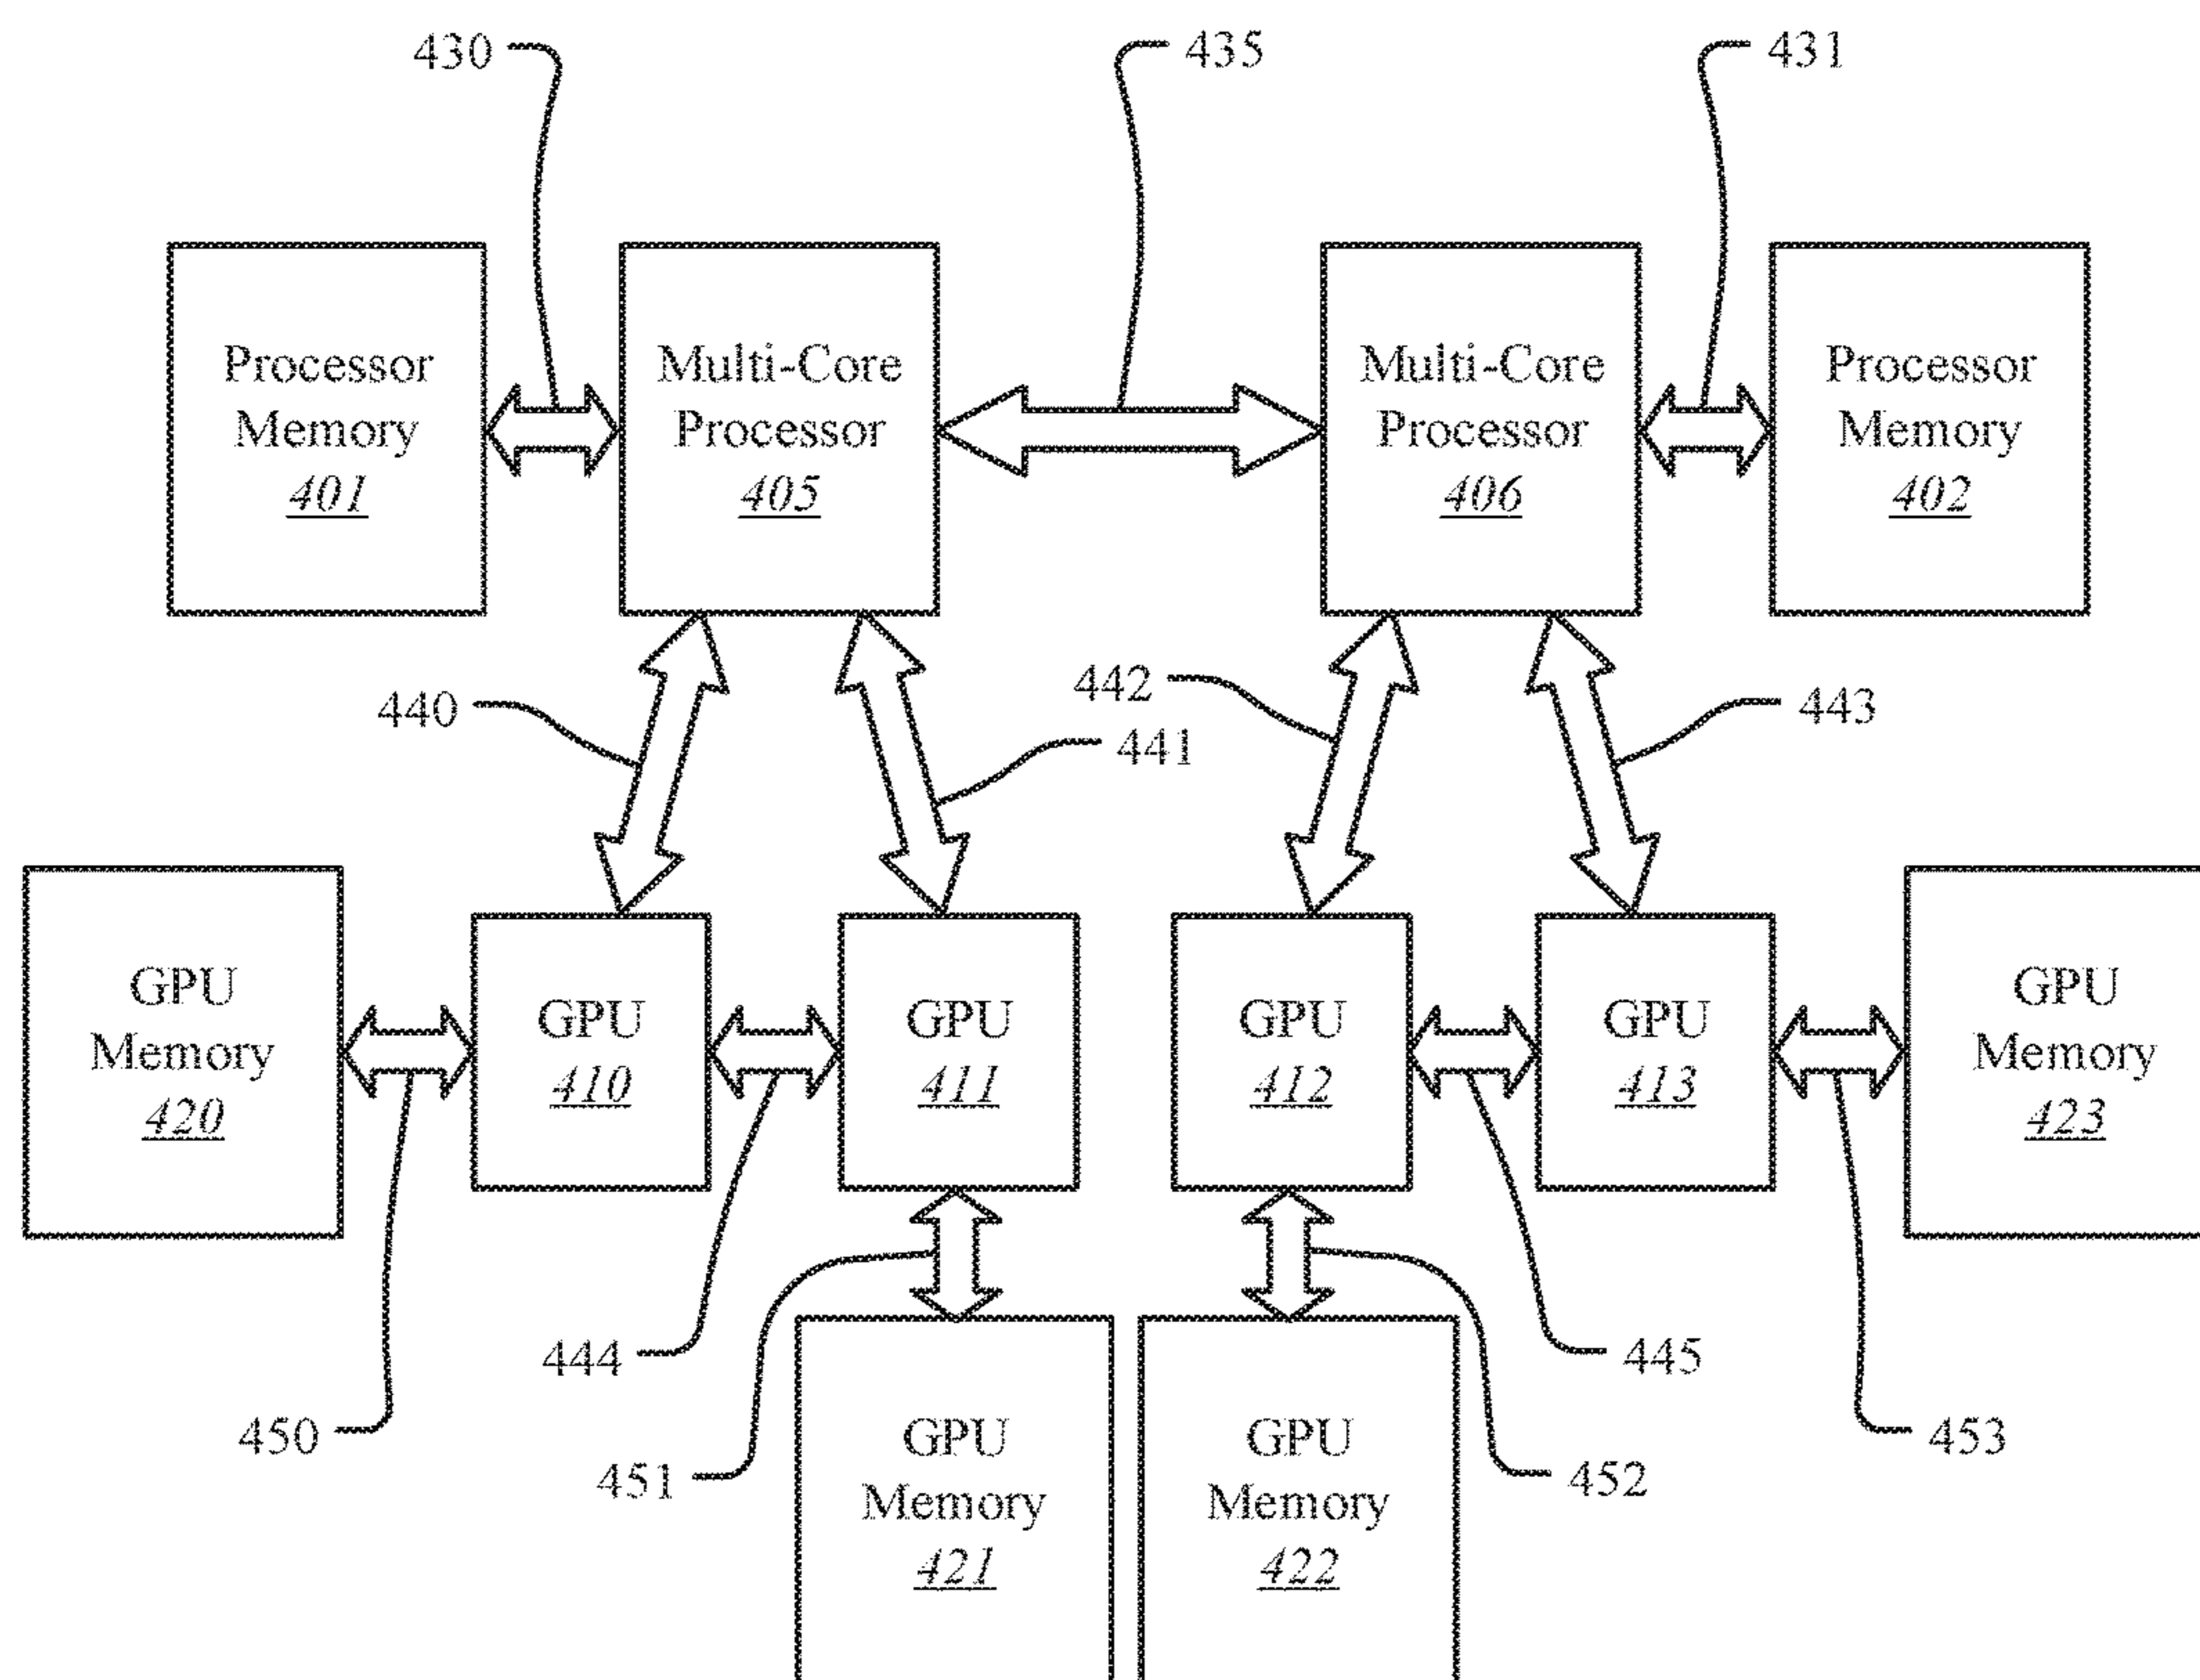 430
435
431
Processor
Memory
401
Multi-Core
Processor
405
Multi-Core
Processor
406
Processor
Memory
402
440
441
442
443
GPU
Memory
420
GPU
410
GPU
411
GPU
412
GPU
413
GPU
Memory
423
450
444
451
445
452
453
GPU
Memory
421
GPU
Memory
422